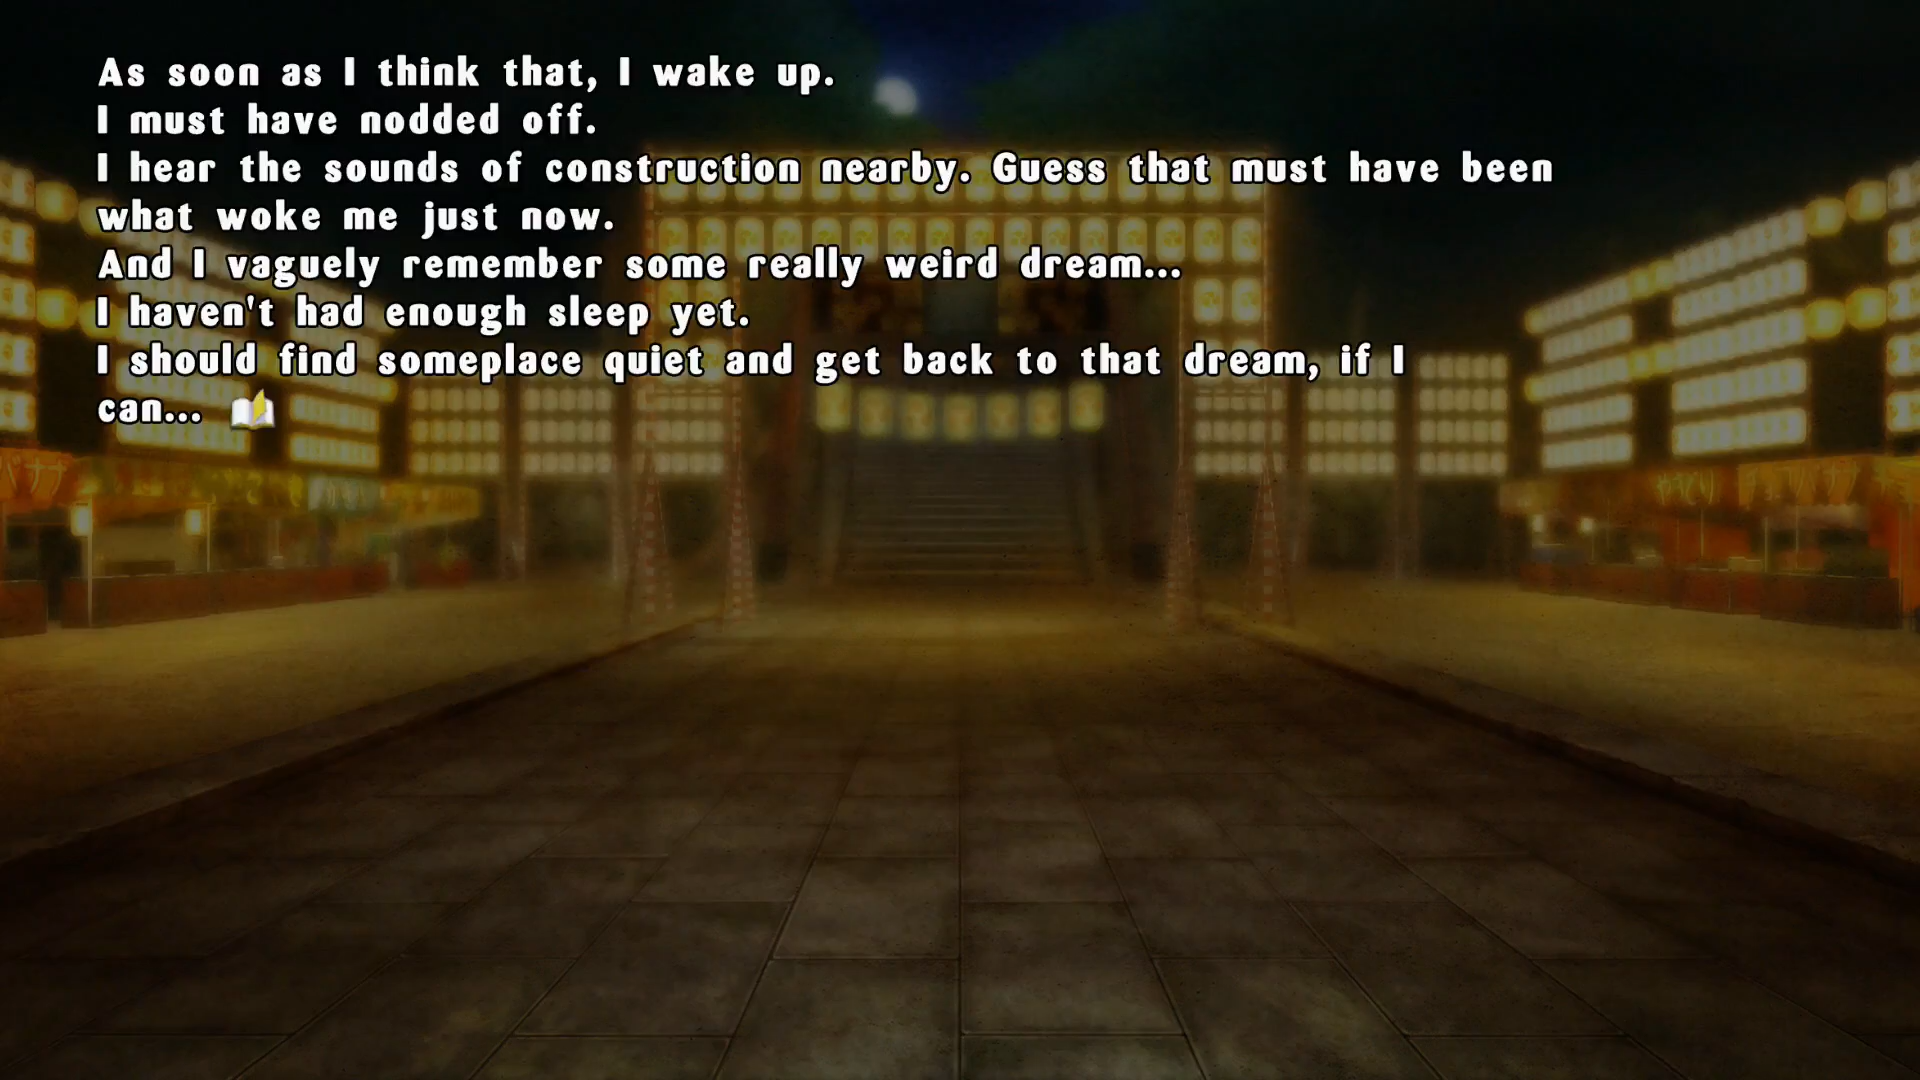 As soon as I think that, I wake up.
I must have nodded off.
I hear the sounds of construction nearby. Guess that must have been
what woke me just now.
And I vaguely remember some really weird dream...
I haven't had enough sleep yet.
I should find someplace quiet and get back to that dream, if I
can...